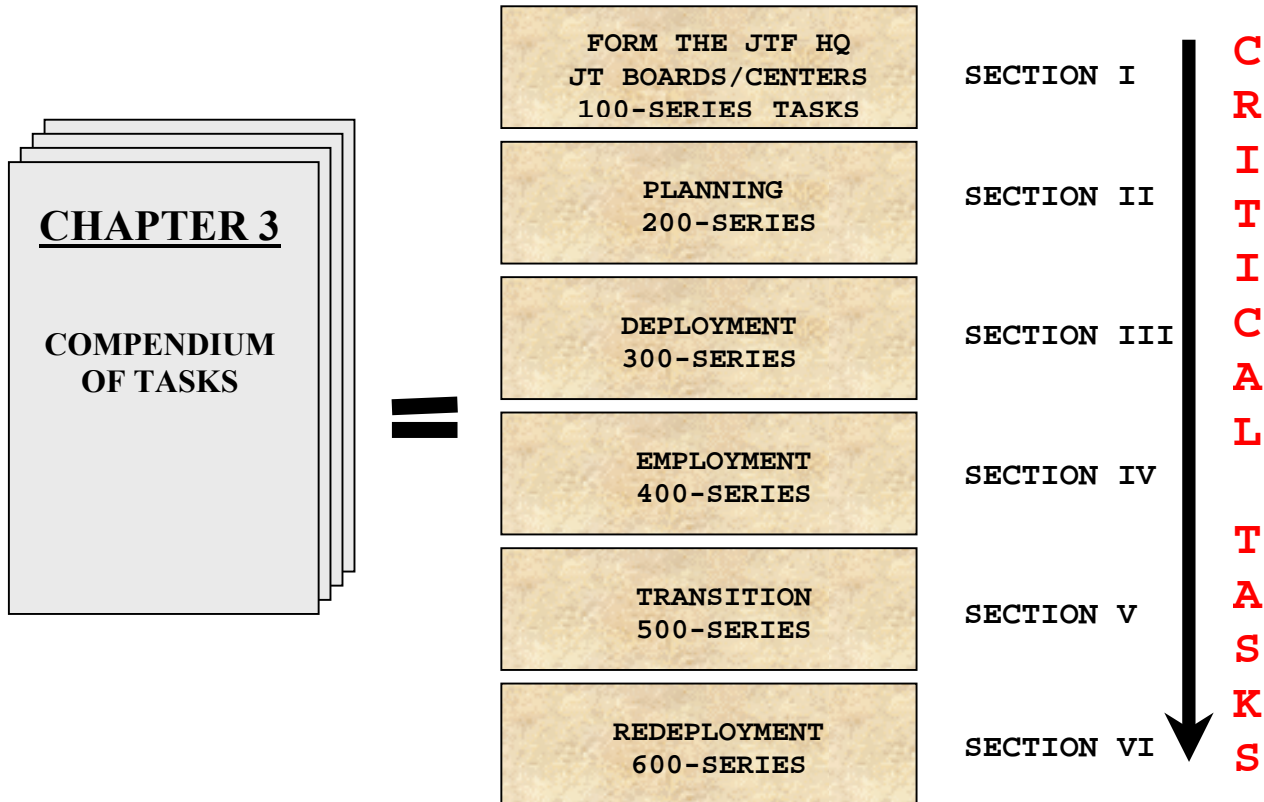 CHAPTER 3
COMPENDIUM
OF TASKS
=
FORM THE JTF HQ
JT BOARDS/CENTERS
100-SERIES TASKS
SECTION I
PLANNING
200-SERIES
SECTION II
DEPLOYMENT
300-SERIES
SECTION III
EMPLOYMENT
400-SERIES
SECTION IV
TRANSITION
500-SERIES
SECTION V
REDEPLOYMENT
600-SERIES
SECTION VI
CRITICAL TASKS